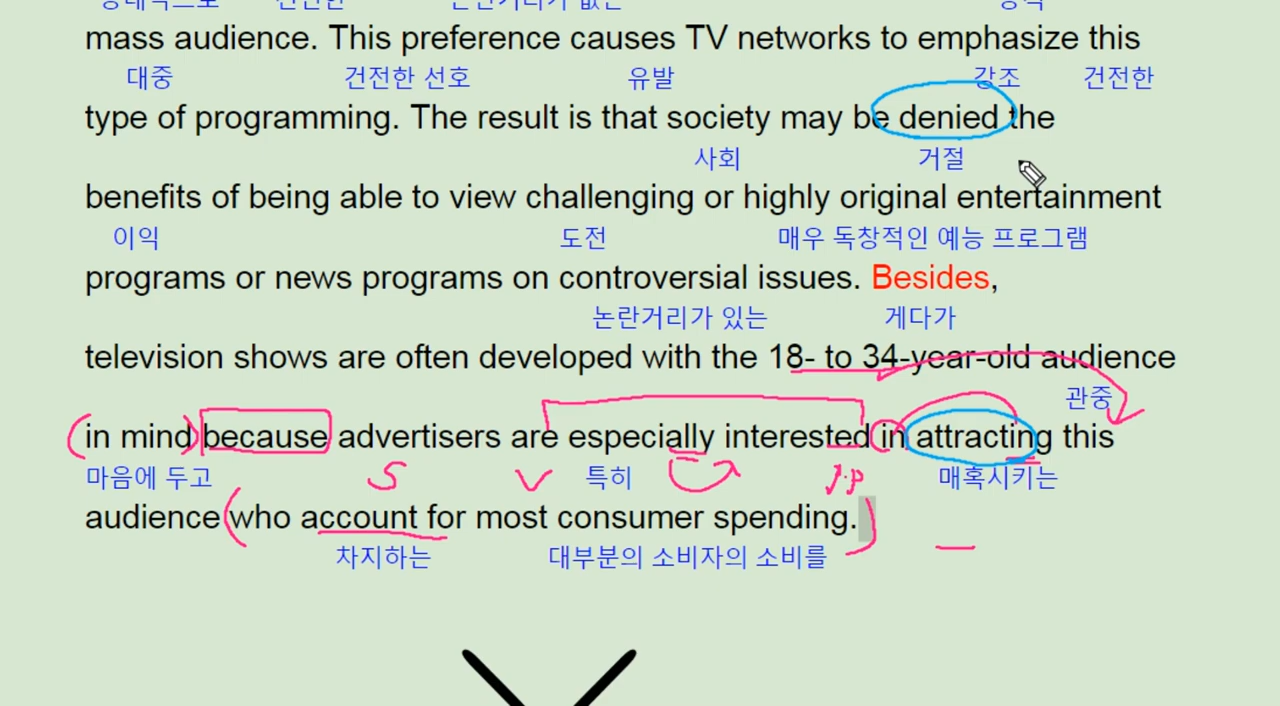 mass audience. This preference causes TV networks to emphasize this
대중 건전한 선호 유발 강조 건전한
type of programming. The result is that society may be denied the
사회 거절
benefits of being able to view challenging or highly original entertainment
이익 도전 매우 독창적인 예능 프로그램
programs or news programs on controversial issues. Besides,
논란거리가 있는 게다가
television shows are often developed with the 18- to 34-year-old audience
관중
(in mind) because advertisers are especially interested in attracting this
마음에 두고 S V 특히 p.p 매혹시키는
audience (who account for most consumer spending.)
차지하는 대부분의 소비자의 소비를